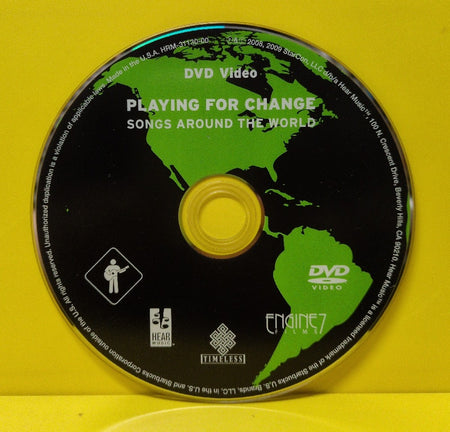 DVD Video
PLAYING FOR CHANGE
SONGS AROUND THE WORLD
DVD
VIDEO
HEAR
MUSIC
TIMELESS
ENGINE7
FILMS
Made in the U.S.A. HRM-31130-00 2008, 2009 StarCon, LLC d/b/a Hear Music™, 100 N. Crescent Drive, Beverly Hills, CA 90210. Hear Music™ is a licensed trademark of the Starbucks U.S. Brands, LLC. in the U.S. and Starbucks Corporation outside of the U.S. All rights reserved. Unauthorized duplication is a violation of applicable laws.